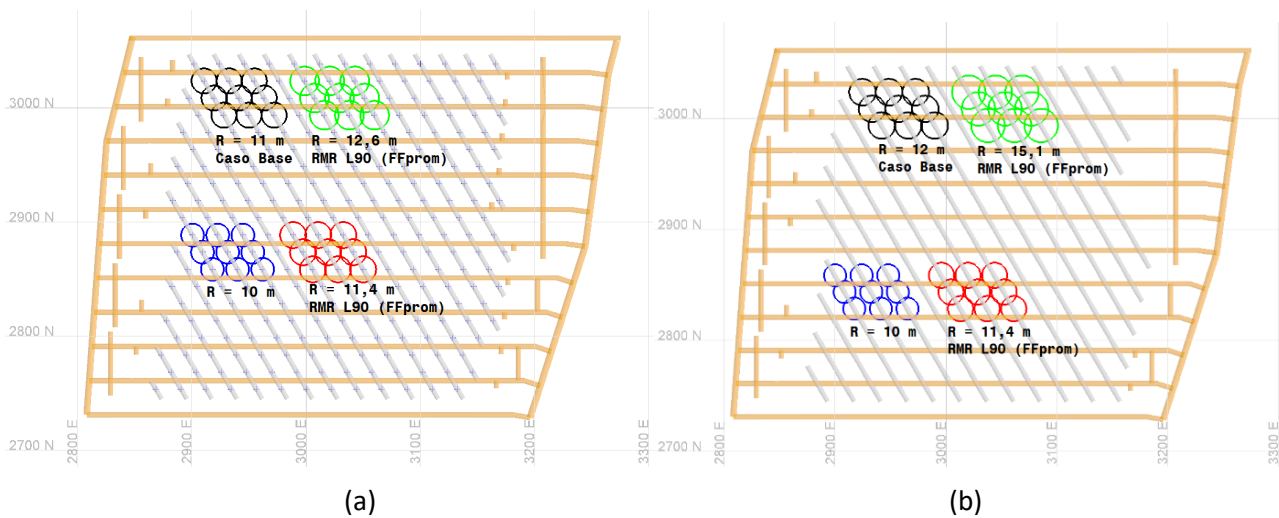 3000 N
R = 11 m
Caso Base
R = 12,6 m
RMR L90 (FFprom)
2900 N
R = 10 m
R = 11,4 m
RMR L90 (FFprom)
2800 N
2700 N
2800 E
2900 E
3000 E
3100 E
3200 E
3300 E
(a)
3000 N
R = 12 m
Caso Base
R = 15,1 m
RMR L90 (FFprom)
2900 N
R = 10 m
R = 11,4 m
RMR L90 (FFprom)
2800 N
2700 N
2800 E
2900 E
3000 E
3100 E
3200 E
3300 E
(b)